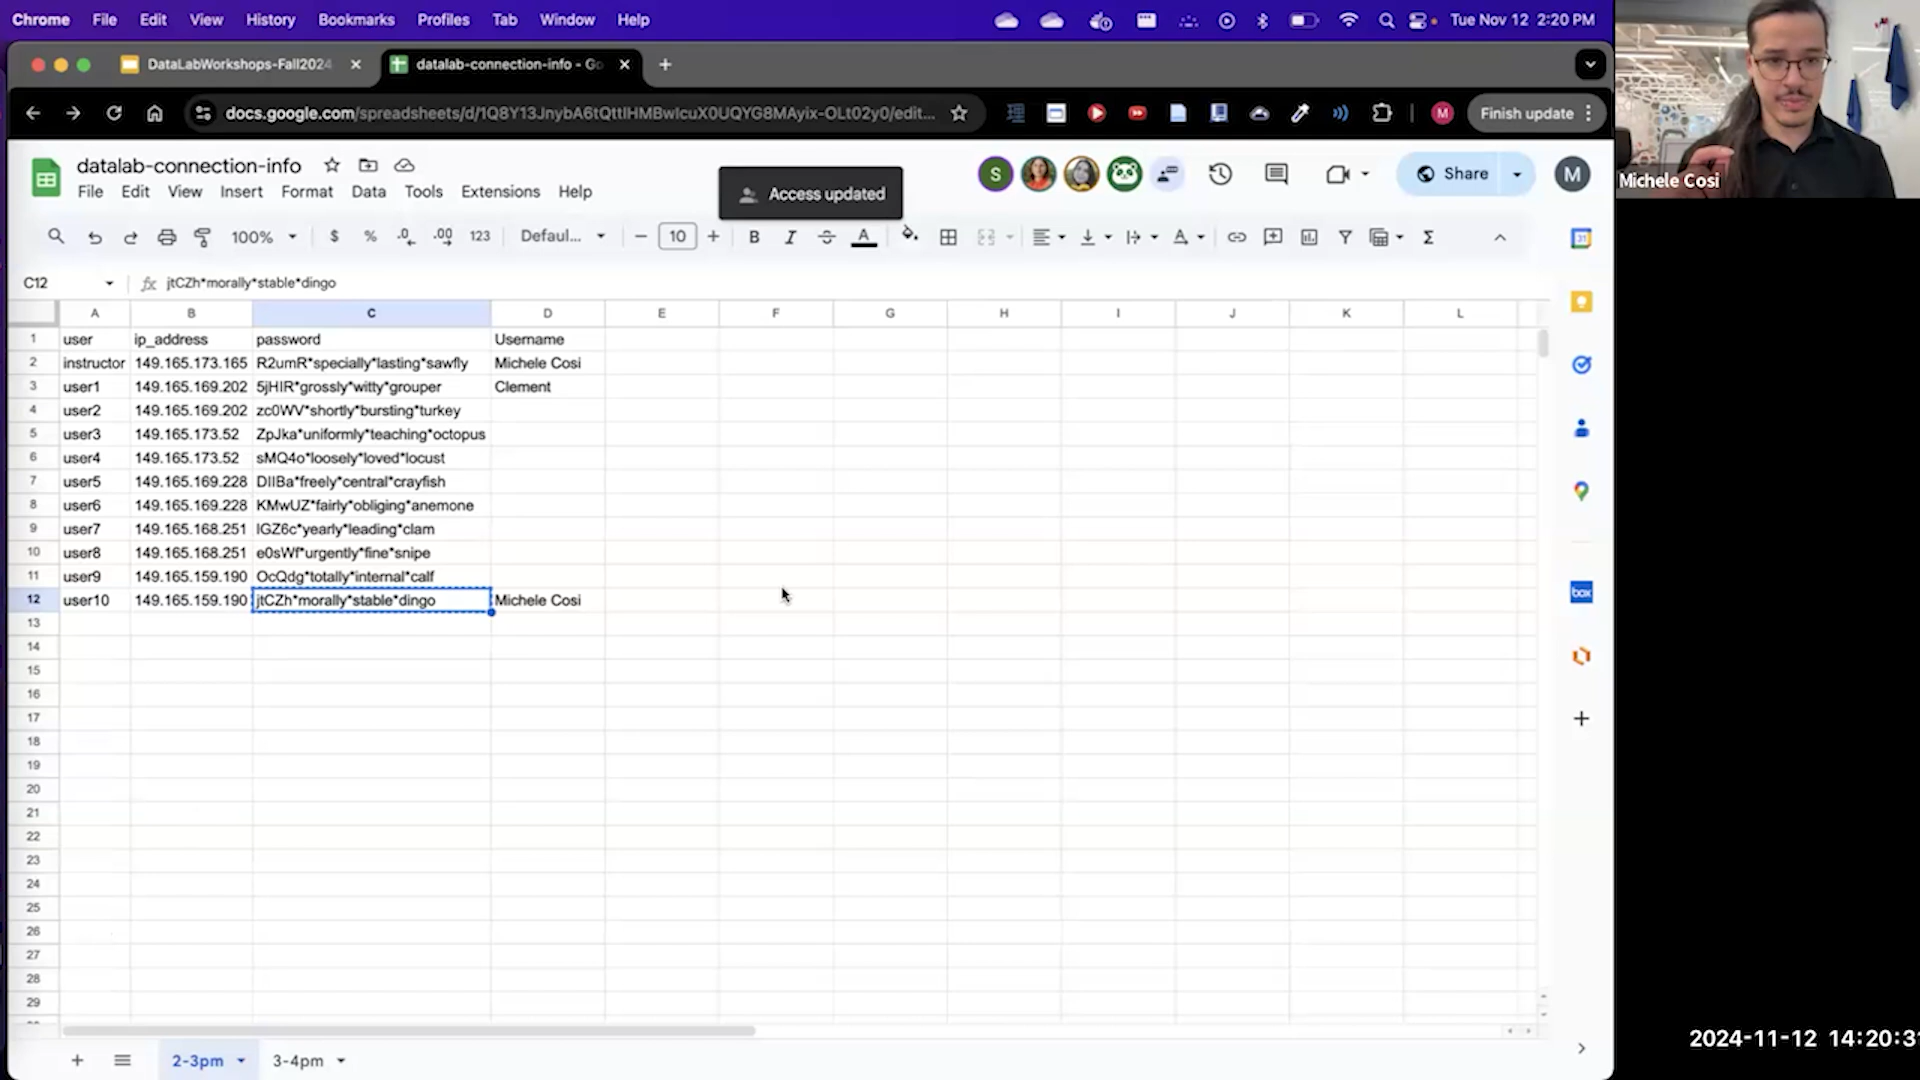 Chrome File Edit View History Bookmarks Profiles Tab Window Help Tue Nov 12 2:20 PM
DataLabWorkshops-Fall2024 datalab-connection-info - Go
docs.google.com/spreadsheets/d/1Q8Y13JnybA6tQttlHMBwlcuX0UQYG8MAyix-OLt02y0/edit... M Finish update
datalab-connection-info
File Edit View Insert Format Data Tools Extensions Help
Access updated
S Share M
Michele Cosi
100% $ % .0 .00 123 Defaul... 10 B I A
C12 fx jtCZh*morally*stable*dingo
A B C D E F G H I J K L
1 user ip_address password Username
2 instructor 149.165.173.165 R2umR*specially*lasting*sawfly Michele Cosi
3 user1 149.165.169.202 5jHIR*grossly*witty*grouper Clement
4 user2 149.165.169.202 zc0WV*shortly*bursting*turkey
5 user3 149.165.173.52 ZpJka*uniformly*teaching*octopus
6 user4 149.165.173.52 sMQ4o*loosely*loved*locust
7 user5 149.165.169.228 DIIBa*freely*central*crayfish
8 user6 149.165.169.228 KMwUZ*fairly*obliging*anemone
9 user7 149.165.168.251 lGZ6c*yearly*leading*clam
10 user8 149.165.168.251 e0sWf*urgently*fine*snipe
11 user9 149.165.159.190 OcQdg*totally*internal*calf
12 user10 149.165.159.190 jtCZh*morally*stable*dingo Michele Cosi
13
14
15
16
17
18
19
20
21
22
23
24
25
26
27
28
29
box
2-3pm 3-4pm
2024-11-12 14:20:31